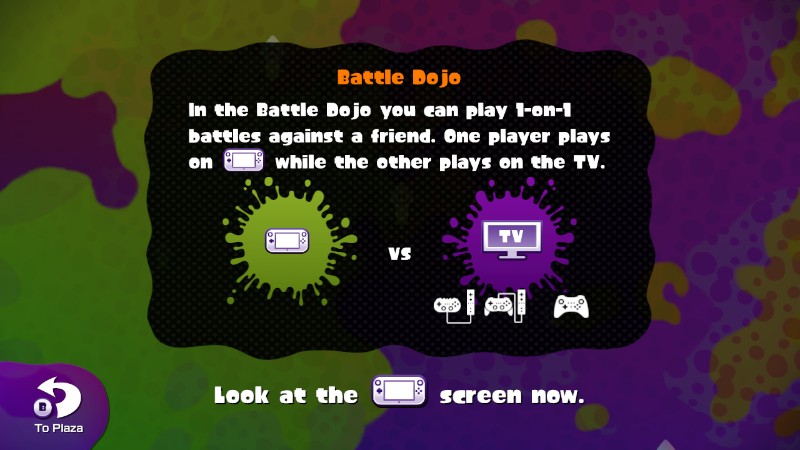 Battle Dojo
In the Battle Dojo you can play 1-on-1
battles against a friend. One player plays
on while the other plays on the TV.
TV
vs
Look at the screen now.
To Plaza